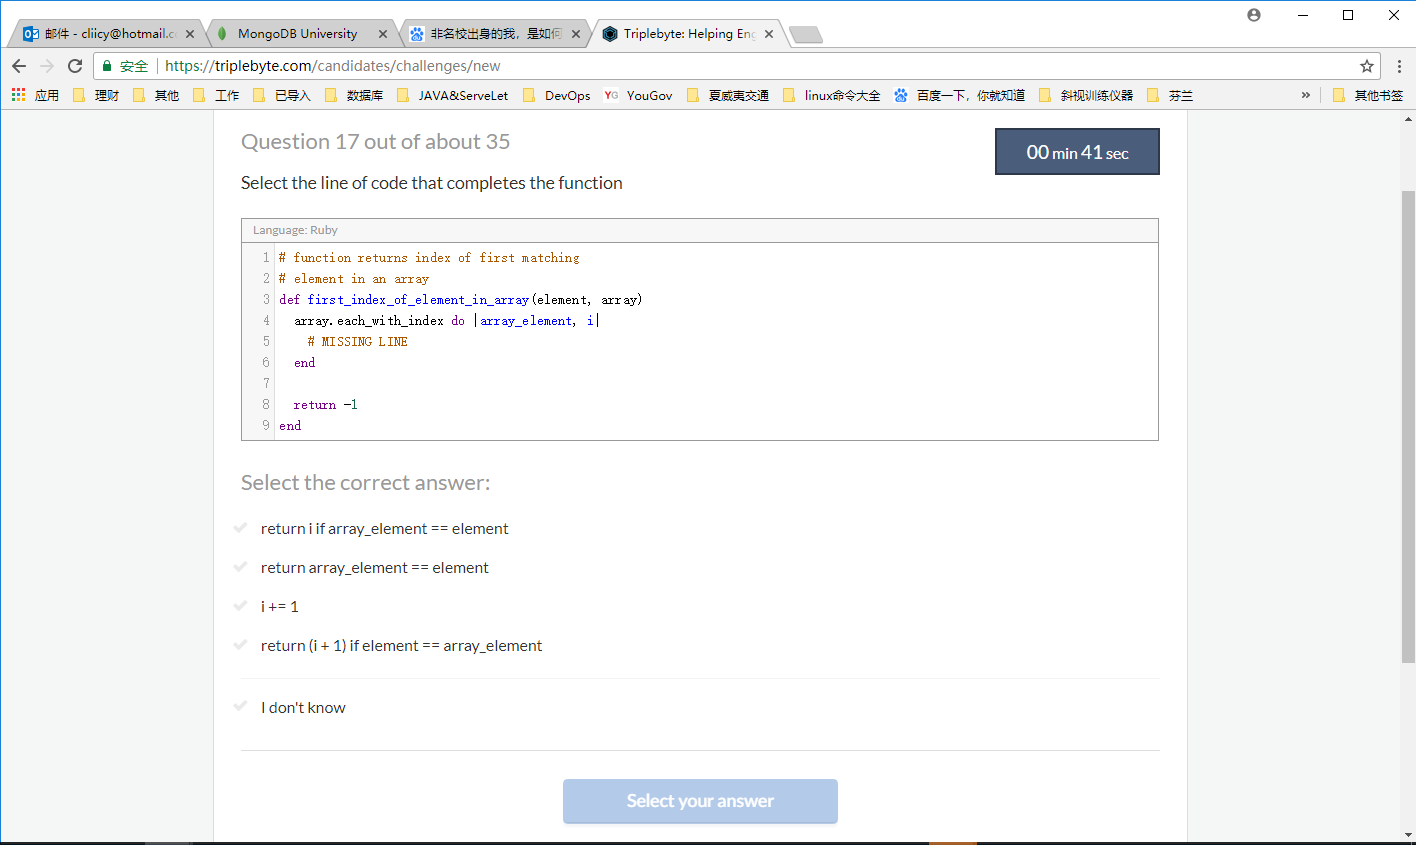 邮件 - cliicy@hotmail.c
MongoDB University
非名校出身的我，是如何
Triplebyte: Helping Eng
安全
https://triplebyte.com/candidates/challenges/new
应用 理财 其他 工作 已导入 数据库 JAVA&ServeLet DevOps YG YouGov 夏威夷交通 linux命令大全 百度一下，你就知道 斜视训练仪器 芬兰 » 其他书签
Question 17 out of about 35
00 min 41 sec
Select the line of code that completes the function
Language: Ruby
1 # function returns index of first matching
2 # element in an array
3 def first_index_of_element_in_array(element, array)
4 array.each_with_index do |array_element, i|
5 # MISSING LINE
6 end
7
8 return -1
9 end
Select the correct answer:
return i if array_element == element
return array_element == element
i += 1
return (i + 1) if element == array_element
I don't know
Select your answer